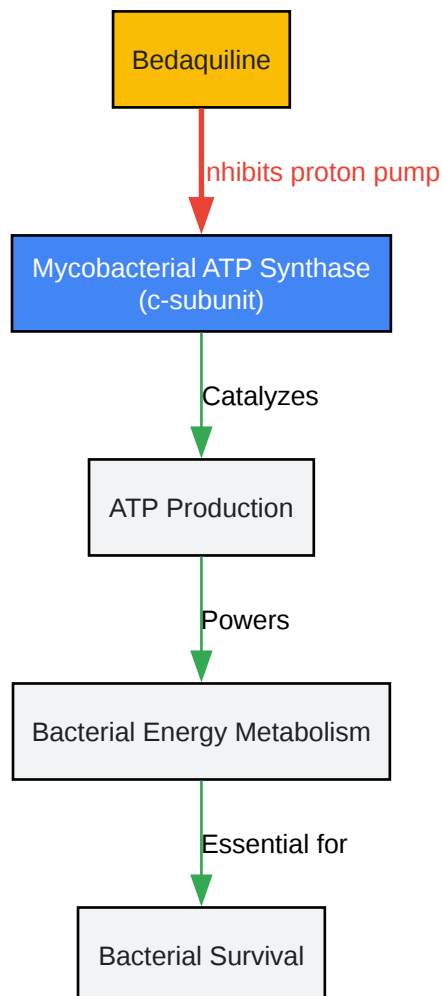 Bedaquiline
nhibits proton pump
Mycobacterial ATP Synthase
(c-subunit)
Catalyzes
ATP Production
Powers
Bacterial Energy Metabolism
Essential for
Bacterial Survival